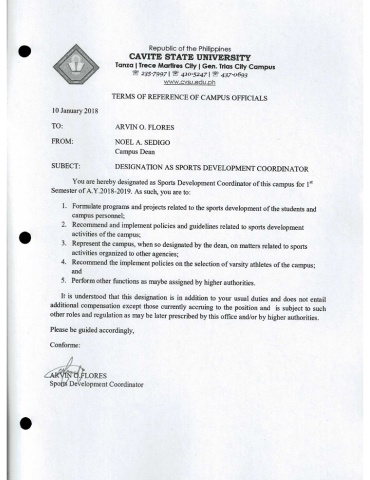 Republic of the Philippines
CAVITE STATE UNIVERSITY
Tanza | Trece Martires City | Gen. Trias City Campus
☏ 235-7997 | ☏ 410-5247 | ☏ 437-0693
www.cvsu.edu.ph
TERMS OF REFERENCE OF CAMPUS OFFICIALS
10 January 2018
TO: ARVIN O. FLORES
FROM: NOEL A. SEDIGO
Campus Dean
SUBJECT: DESIGNATION AS SPORTS DEVELOPMENT COORDINATOR
You are hereby designated as Sports Development Coordinator of this campus for 1st
Semester of A.Y.2018-2019. As such, you are to:
1. Formulate programs and projects related to the sports development of the students and
campus personnel;
2. Recommend and implement policies and guidelines related to sports development
activities of the campus;
3. Represent the campus, when so designated by the dean, on matters related to sports
activities organized to other agencies;
4. Recommend the implement policies on the selection of varsity athletes of the campus;
and
5. Perform other functions as maybe assigned by higher authorities.
It is understood that this designation is in addition to your usual duties and does not entail
additional compensation except those currently accruing to the position and is subject to such
other roles and regulation as may be later prescribed by this office and/or by higher authorities.
Please be guided accordingly,
Conforme:
ARVIN O.FLORES
Sports Development Coordinator